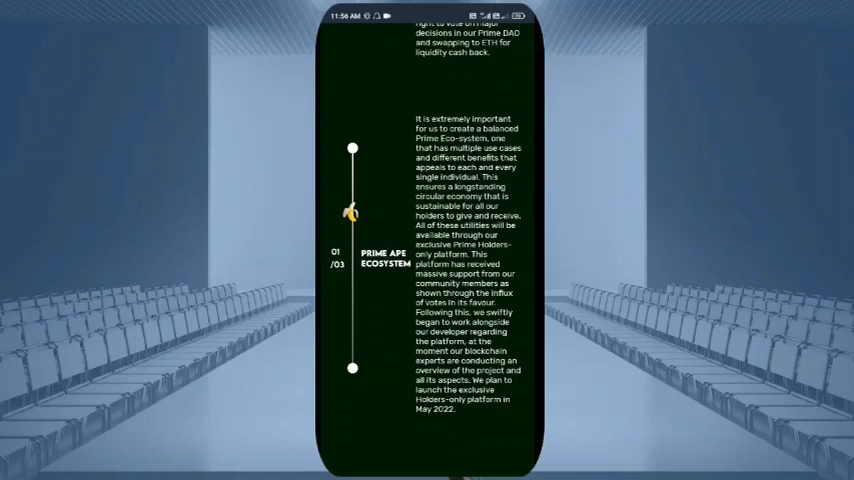 11:56 AM
right to vote on major
decisions in our Prime DAO
and swapping to ETH for
liquidity cash back.
It is extremely important
for us to create a balanced
Prime Eco-system, one
that has multiple use cases
and different benefits that
appeals to each and every
single individual. This
ensures a longstanding
circular economy that is
sustainable for all our
holders to give and receive.
All of these utilities will be
available through our
exclusive Prime Holders-
only platform. This
platform has received
massive support from our
community members as
shown through the influx
of votes in its favour.
Following this, we swiftly
began to work alongside
our developer regarding
the platform, at the
moment our blockchain
experts are conducting an
overview of the project and
all its aspects. We plan to
launch the exclusive
Holders-only platform in
May 2022.
01
/03
PRIME APE
ECOSYSTEM